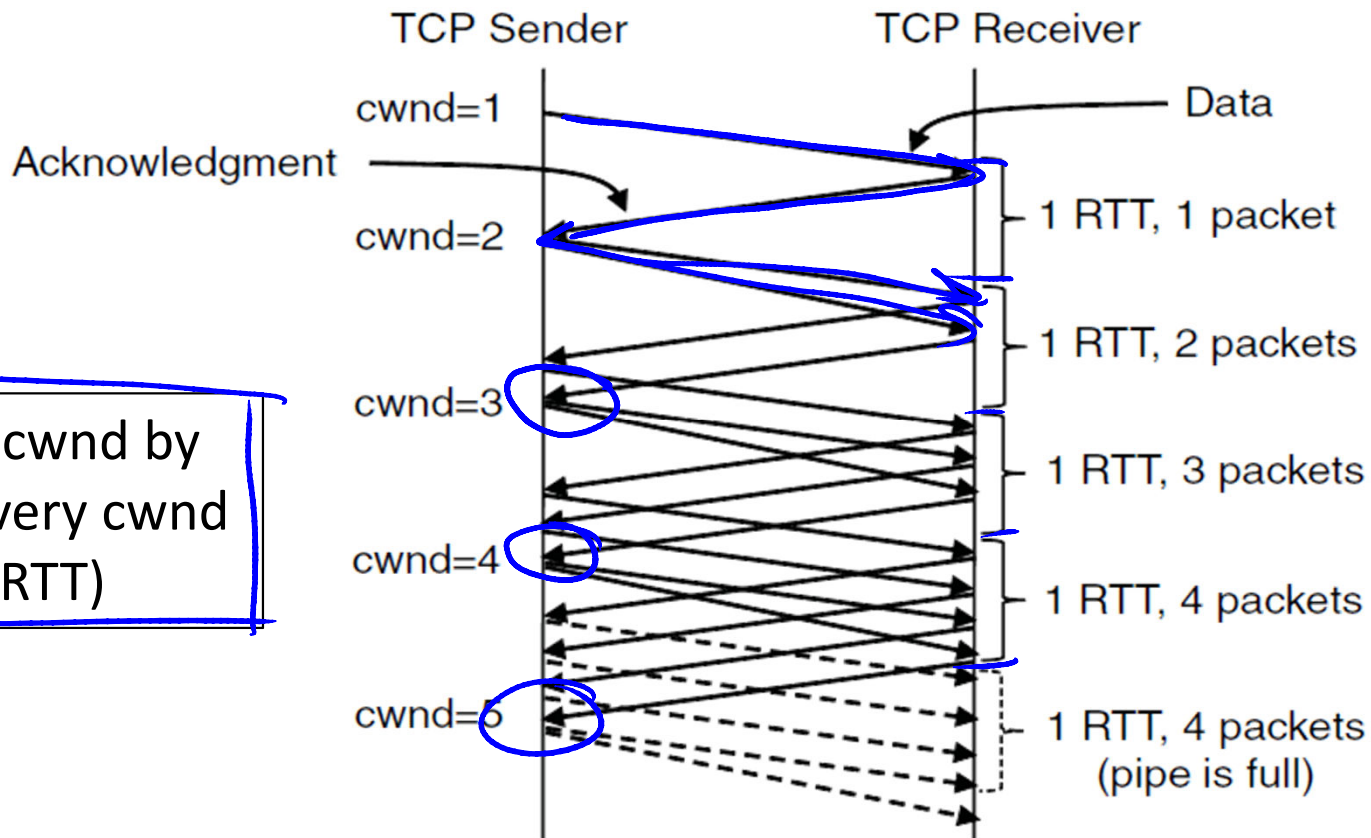 TCP Sender
TCP Receiver
cwnd=1
Data
Acknowledgment
1 RTT, 1 packet
cwnd=2
1 RTT, 2 packets
cwnd=3
cwnd by
very cwnd
RTT)
1 RTT, 3 packets
cwnd=4
1 RTT, 4 packets
cwnd=5
1 RTT, 4 packets
(pipe is full)